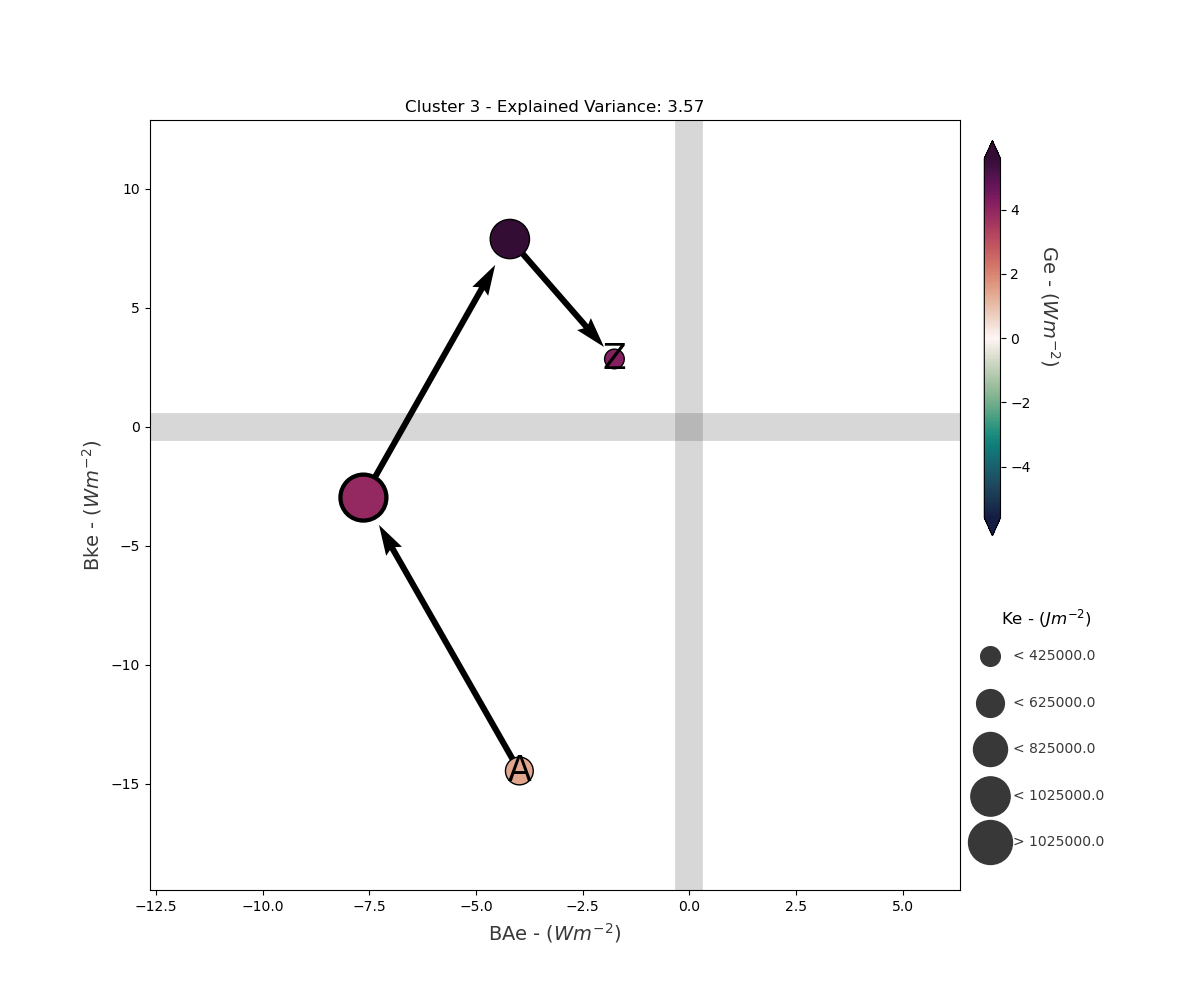 Cluster 3 - Explained Variance: 3.57
10
5
0
−5
−10
−15
Bke - (Wm⁻²)
A
Z
−12.5 −10.0 −7.5 −5.0 −2.5 0.0 2.5 5.0
BAe - (Wm⁻²)
4
2
0
−2
−4
Ge - (Wm⁻²)
Ke - (Jm⁻²)
< 425000.0
< 625000.0
< 825000.0
< 1025000.0
> 1025000.0